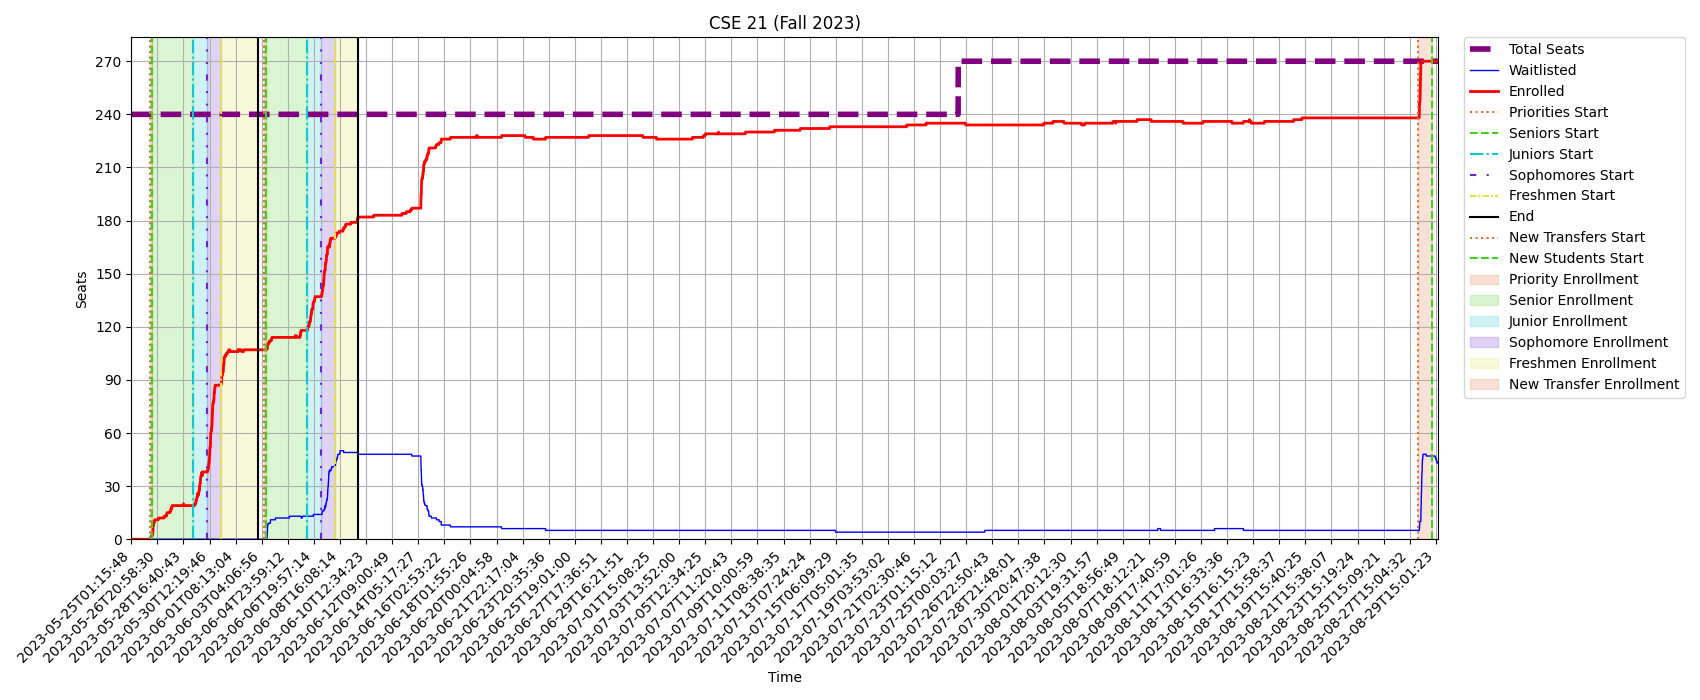 CSE 21 (Fall 2023)
Seats
270
240
210
180
150
120
90
60
30
0
2023-05-25T01:15:48
2023-05-26T20:58:30
2023-05-28T16:40:43
2023-05-30T12:19:46
2023-06-01T08:13:04
2023-06-03T04:06:56
2023-06-04T23:59:12
2023-06-06T19:57:14
2023-06-08T16:08:14
2023-06-10T12:34:23
2023-06-12T09:00:49
2023-06-14T05:17:27
2023-06-18T01:53:22
2023-06-20T00:04:58
2023-06-21T22:17:04
2023-06-23T20:35:36
2023-06-25T19:01:00
2023-06-27T17:36:51
2023-06-29T16:21:51
2023-07-01T15:08:25
2023-07-03T13:52:00
2023-07-05T12:34:25
2023-07-07T11:20:43
2023-07-09T10:00:59
2023-07-11T08:38:35
2023-07-13T07:24:24
2023-07-15T06:09:29
2023-07-17T05:01:35
2023-07-19T03:53:02
2023-07-21T02:30:46
2023-07-23T01:15:12
2023-07-25T00:03:27
2023-07-26T22:50:43
2023-07-28T21:48:01
2023-07-30T20:47:38
2023-08-01T20:12:30
2023-08-03T19:31:57
2023-08-05T18:56:49
2023-08-07T18:12:21
2023-08-09T17:40:59
2023-08-11T17:01:26
2023-08-13T16:33:36
2023-08-15T16:15:23
2023-08-17T15:58:37
2023-08-19T15:40:25
2023-08-21T15:38:07
2023-08-23T15:19:24
2023-08-25T15:09:21
2023-08-27T15:04:32
2023-08-29T15:01:23
Time
Total Seats
Waitlisted
Enrolled
Priorities Start
Seniors Start
Juniors Start
Sophomores Start
Freshmen Start
End
New Transfers Start
New Students Start
Priority Enrollment
Senior Enrollment
Junior Enrollment
Sophomore Enrollment
Freshmen Enrollment
New Transfer Enrollment